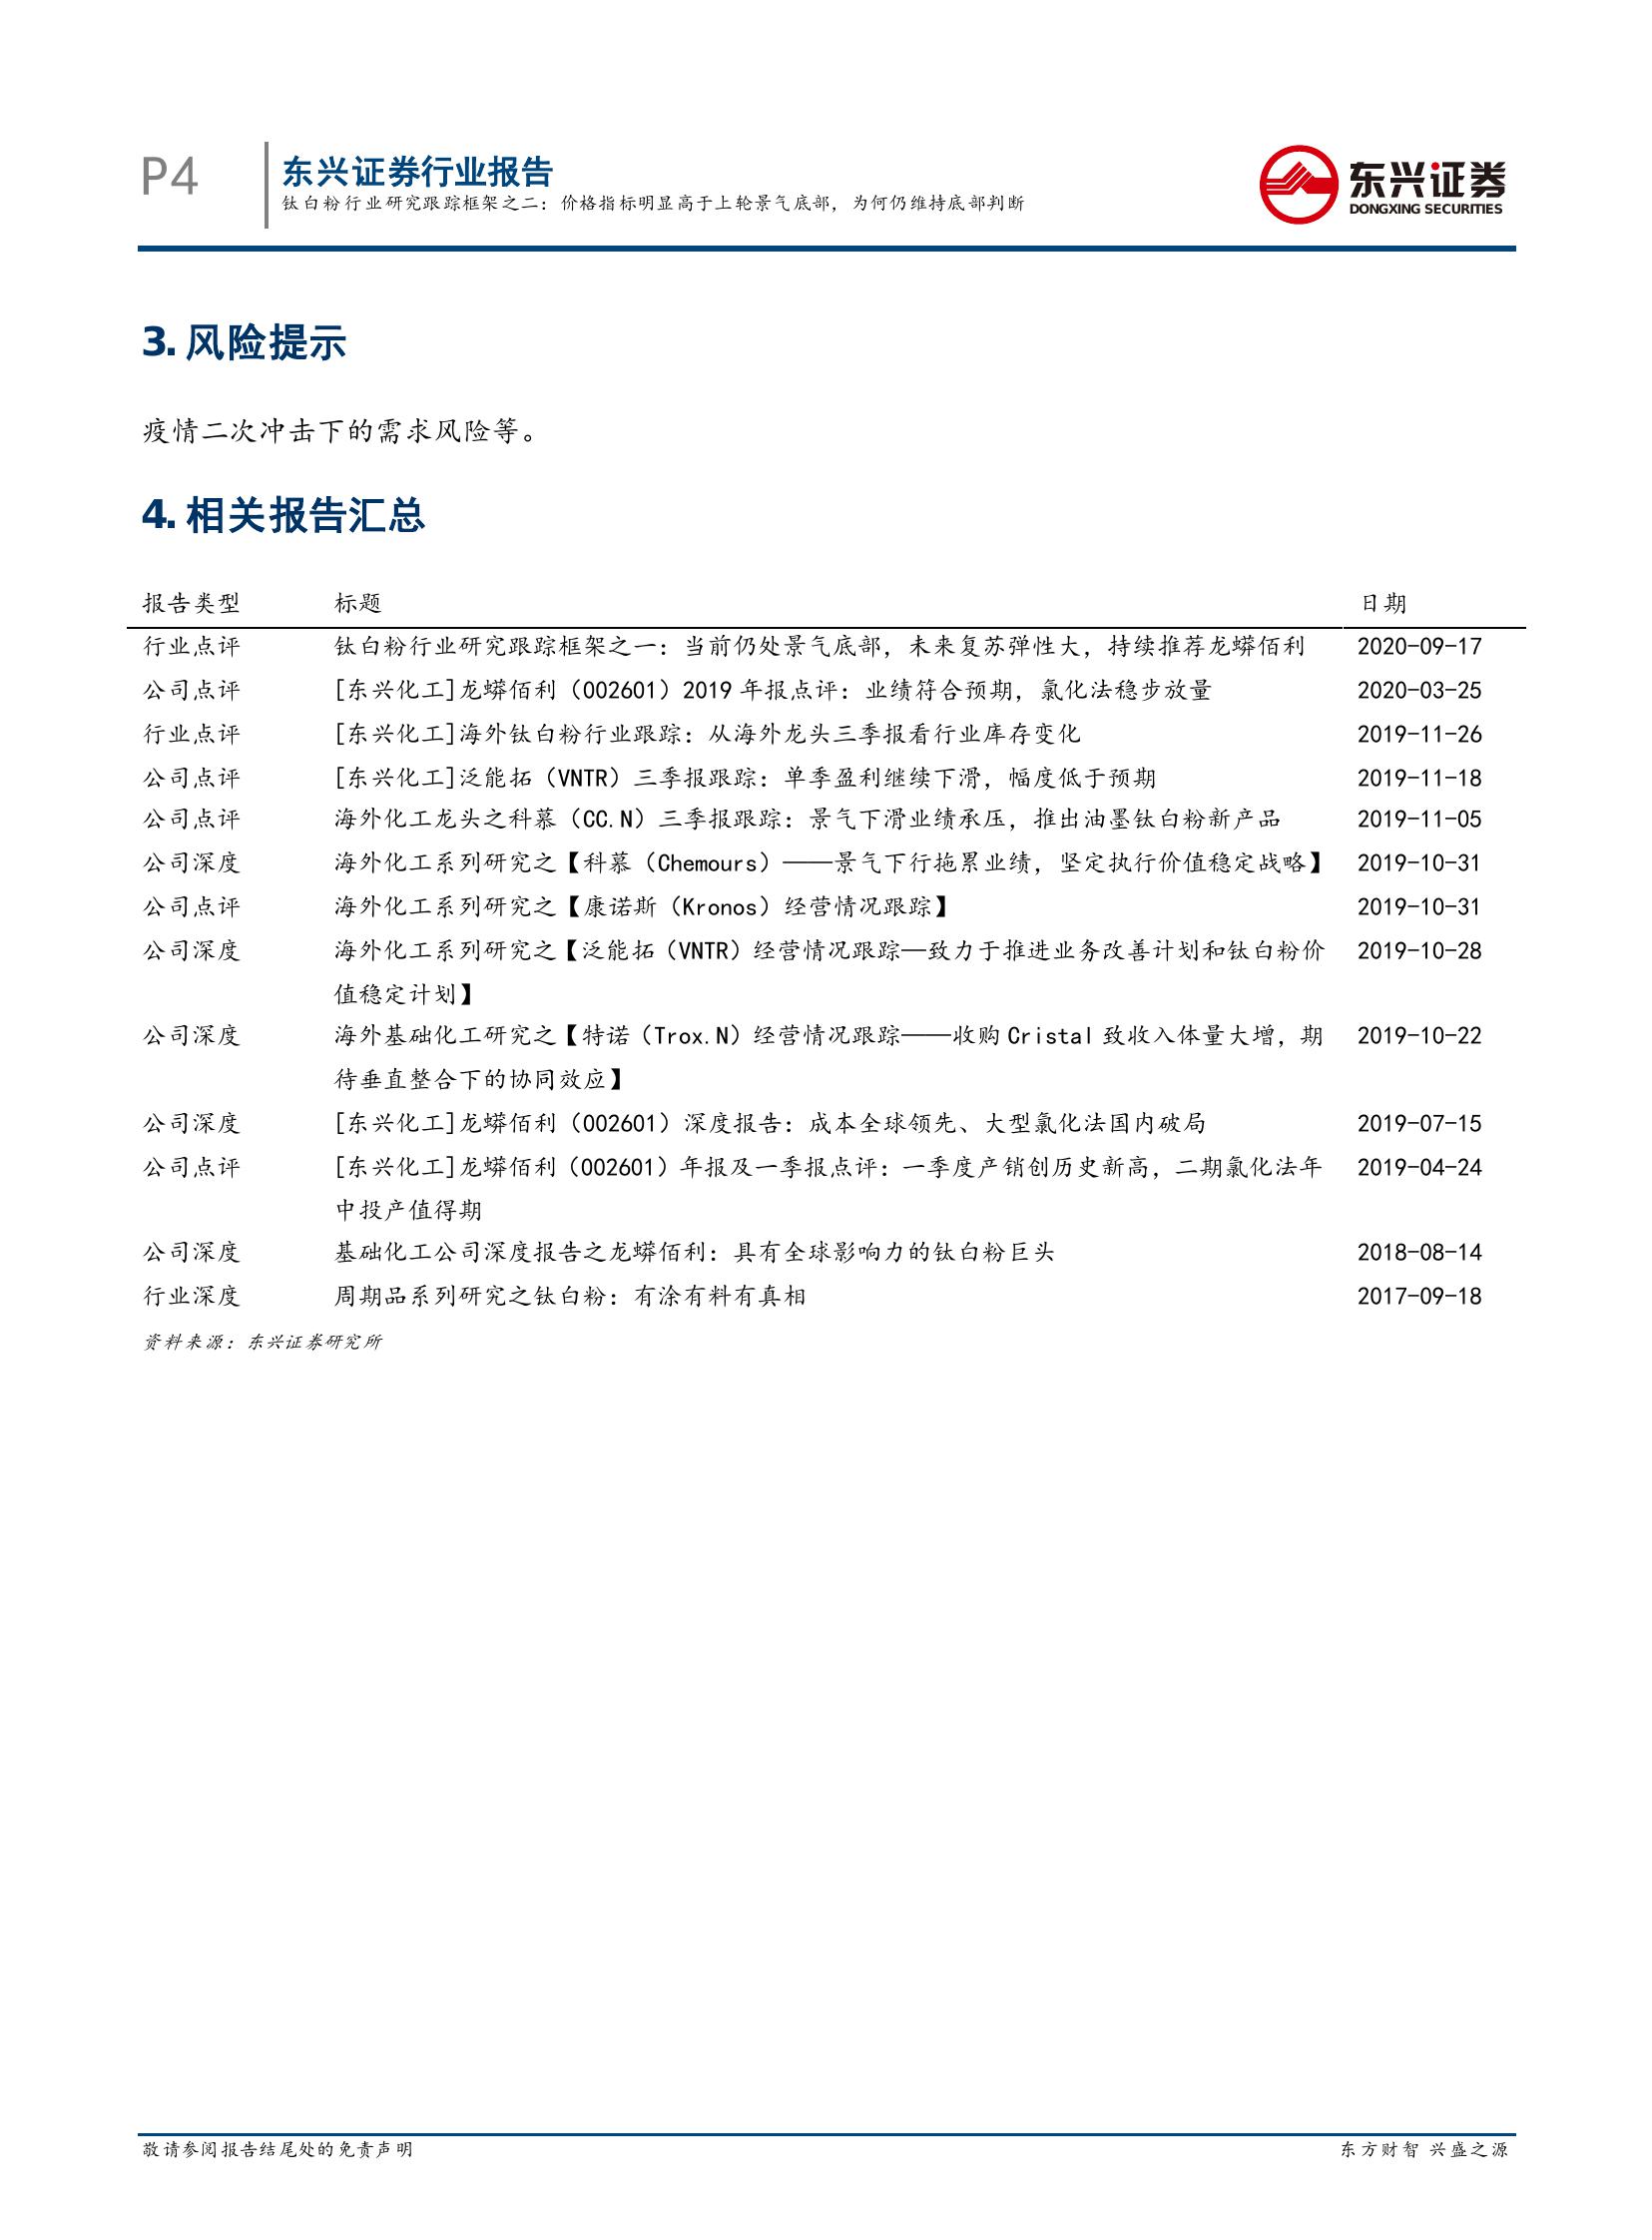 P4
东兴证券行业报告
钛白粉行业研究跟踪框架之二：价格指标明显高于上轮景气底部，为何仍维持底部判断
东兴证券
DONGXING SECURITIES
3. 风险提示
疫情二次冲击下的需求风险等。
4. 相关报告汇总
报告类型 标题 日期
行业点评 钛白粉行业研究跟踪框架之一：当前仍处景气底部，未来复苏弹性大，持续推荐龙蟒佰利 2020-09-17
公司点评 [东兴化工]龙蟒佰利（002601）2019 年报点评：业绩符合预期，氯化法稳步放量 2020-03-25
行业点评 [东兴化工]海外钛白粉行业跟踪：从海外龙头三季报看行业库存变化 2019-11-26
公司点评 [东兴化工]泛能拓（VNTR）三季报跟踪：单季盈利继续下滑，幅度低于预期 2019-11-18
公司点评 海外化工龙头之科慕（CC.N）三季报跟踪：景气下滑业绩承压，推出油墨钛白粉新产品 2019-11-05
公司深度 海外化工系列研究之【科慕（Chemours）——景气下行拖累业绩，坚定执行价值稳定战略】 2019-10-31
公司点评 海外化工系列研究之【康诺斯（Kronos）经营情况跟踪】 2019-10-31
公司深度 海外化工系列研究之【泛能拓（VNTR）经营情况跟踪—致力于推进业务改善计划和钛白粉价 2019-10-28
值稳定计划】
公司深度 海外基础化工研究之【特诺（Trox.N）经营情况跟踪——收购 Cristal 致收入体量大增，期 2019-10-22
待垂直整合下的协同效应】
公司深度 [东兴化工]龙蟒佰利（002601）深度报告：成本全球领先、大型氯化法国内破局 2019-07-15
公司点评 [东兴化工]龙蟒佰利（002601）年报及一季报点评：一季度产销创历史新高，二期氯化法年 2019-04-24
中投产值得期
公司深度 基础化工公司深度报告之龙蟒佰利：具有全球影响力的钛白粉巨头 2018-08-14
行业深度 周期品系列研究之钛白粉：有涂有料有真相 2017-09-18
资料来源：东兴证券研究所
敬请参阅报告结尾处的免责声明 东方财智 兴盛之源